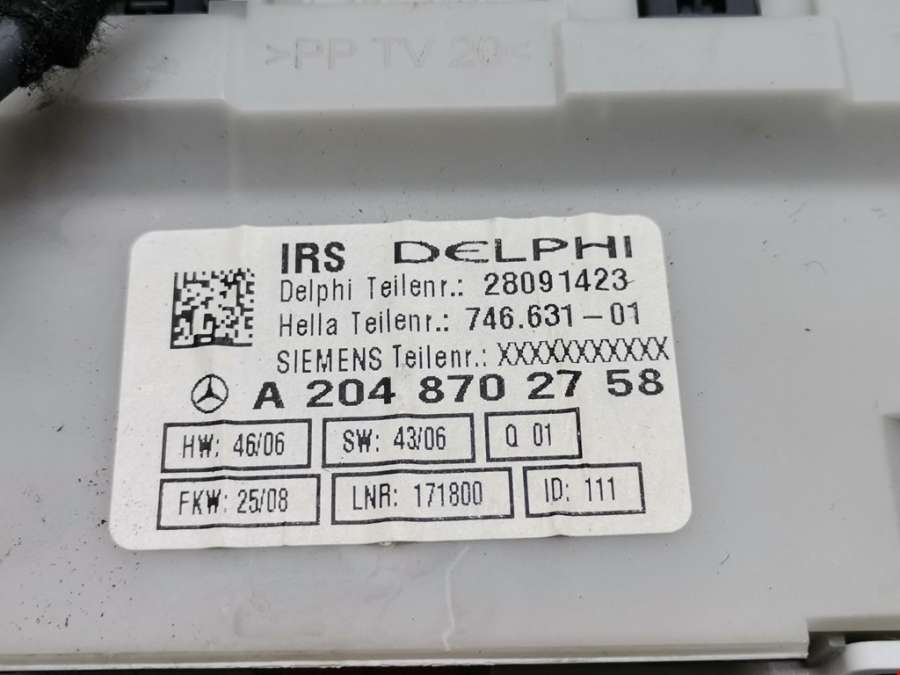 >PP TV 20<
IRS DELPHI
Delphi Teilenr.: 28091423
Hella Teilenr.: 746.631-01
SIEMENS Teilenr.: XXXXXXXXXXX
A 204 870 27 58
HW: 46/06 SW: 43/06 Q 01
FKW: 25/08 LNR: 171800 ID: 111